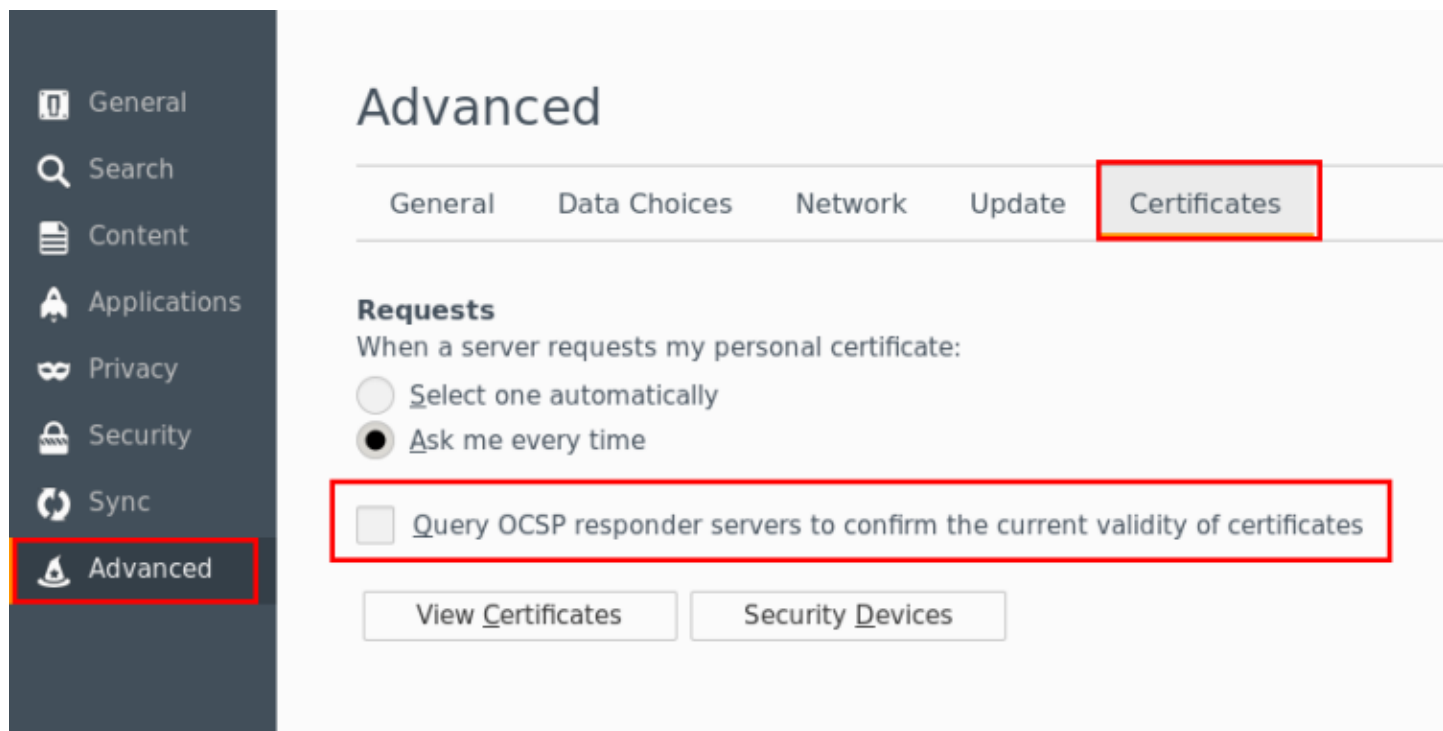 General
Search
Content
Applications
Privacy
Security
Sync
Advanced
Advanced
General Data Choices Network Update Certificates
Requests
When a server requests my personal certificate:
Select one automatically
Ask me every time
Query OCSP responder servers to confirm the current validity of certificates
View Certificates Security Devices